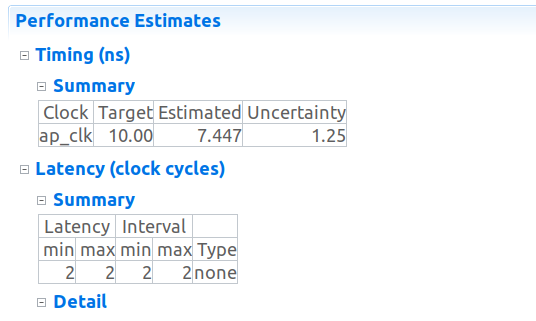 Performance Estimates
Timing (ns)
Summary
Clock Target Estimated Uncertainty
ap_clk 10.00 7.447 1.25
Latency (clock cycles)
Summary
Latency Interval
min max min max Type
2 2 2 2 none
Detail